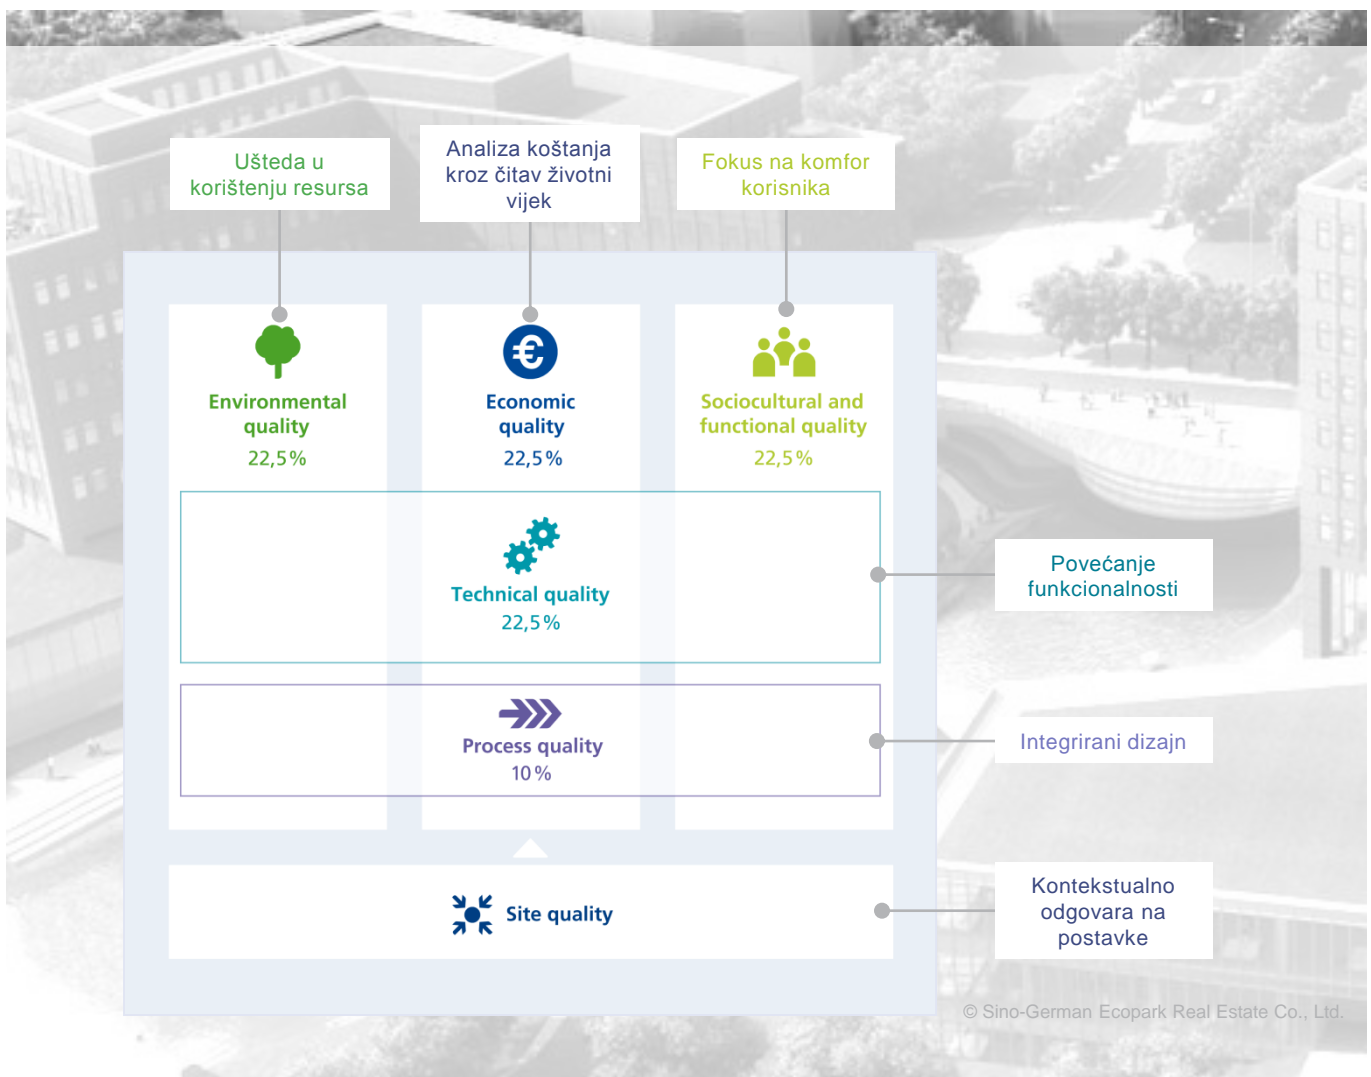 Ušteda u
korištenju resursa
Analiza koštanja
kroz čitav životni
vijek
Fokus na komfor
korisnika
Environmental
quality
22,5%
€
Economic
quality
22,5%
Sociocultural and
functional quality
22,5%
Technical quality
22,5%
Povećanje
funkcionalnosti
Process quality
10%
Integrirani dizajn
Site quality
Kontekstualno
odgovara na
postavke
© Sino-German Ecopark Real Estate Co., Ltd.